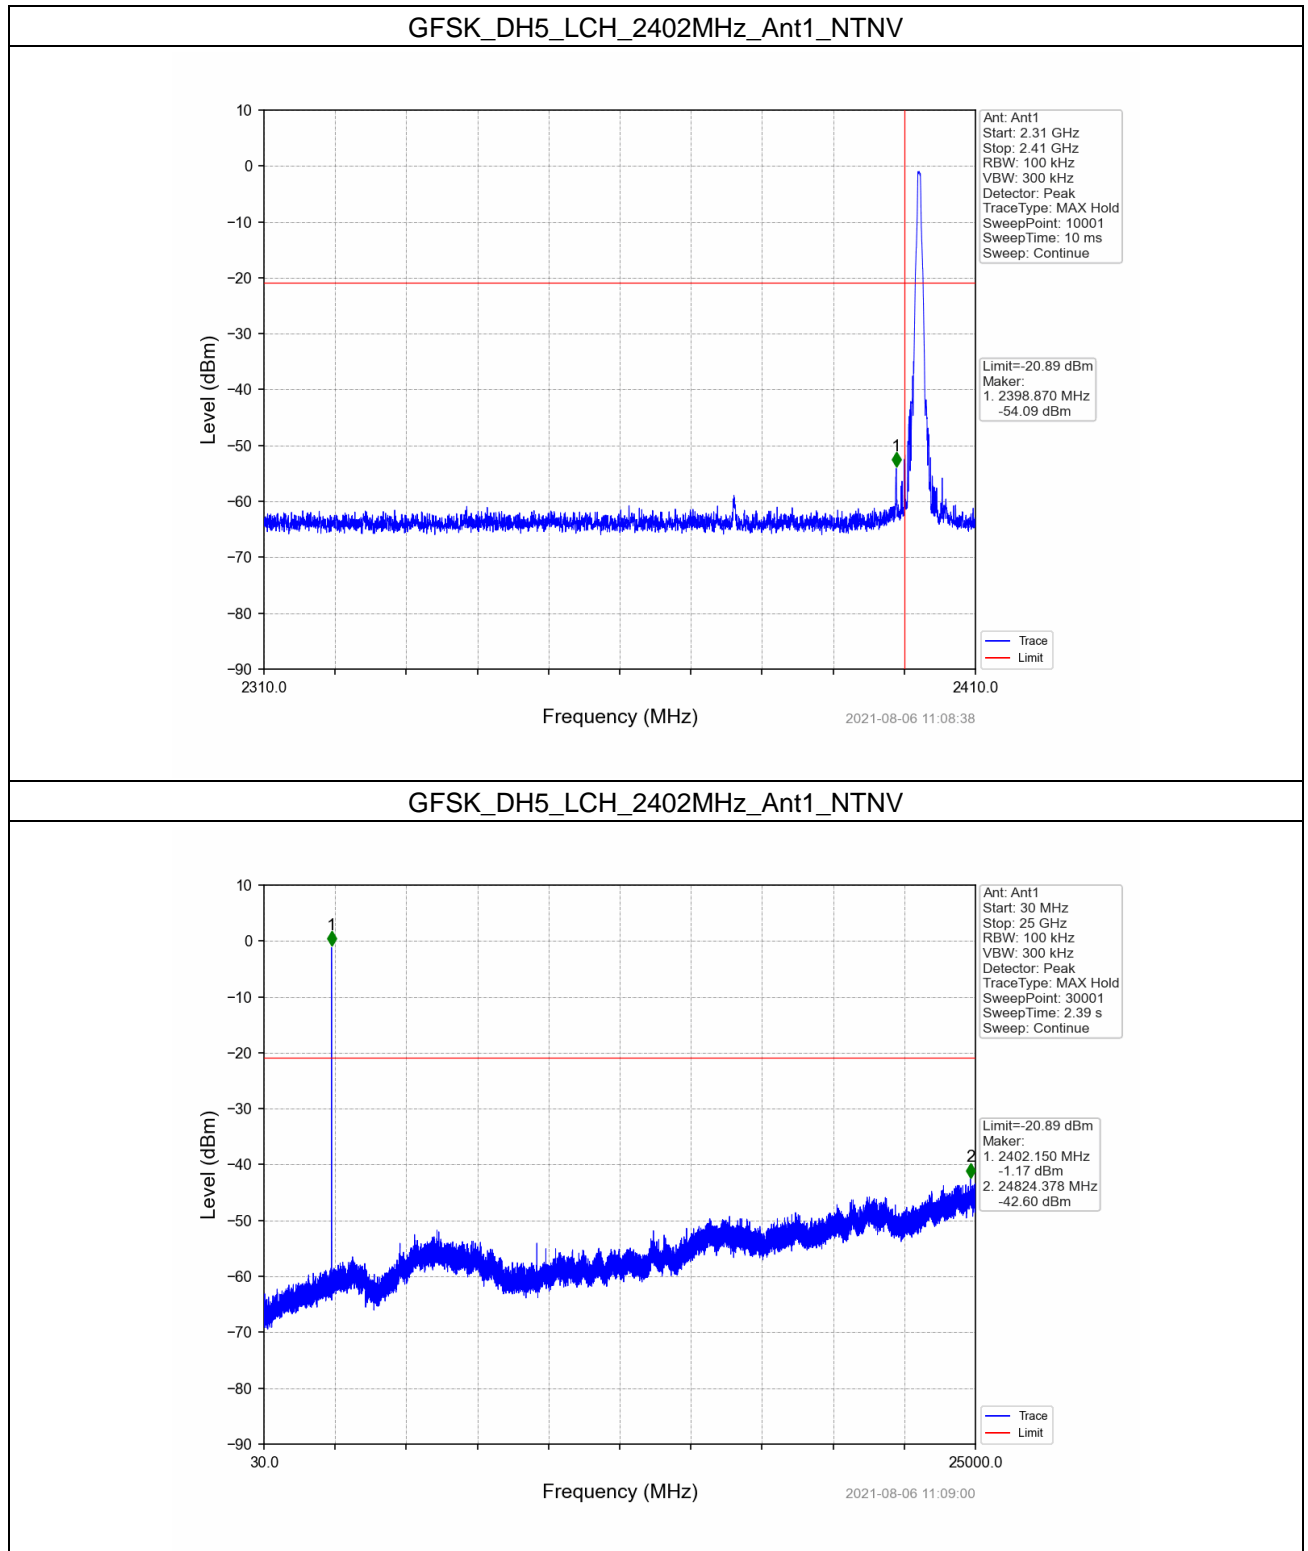 GFSK_DH5_LCH_2402MHz_Ant1_NTNV
10
0
−10
−20
−30
−40
−50
−60
−70
−80
−90
Level (dBm)
1
2310.0
2410.0
Frequency (MHz)
2021-08-06 11:08:38
Ant: Ant1
Start: 2.31 GHz
Stop: 2.41 GHz
RBW: 100 kHz
VBW: 300 kHz
Detector: Peak
TraceType: MAX Hold
SweepPoint: 10001
SweepTime: 10 ms
Sweep: Continue
Limit=-20.89 dBm
Maker:
1. 2398.870 MHz
-54.09 dBm
Trace
Limit
GFSK_DH5_LCH_2402MHz_Ant1_NTNV
10
0
−10
−20
−30
−40
−50
−60
−70
−80
−90
Level (dBm)
1
2
30.0
25000.0
Frequency (MHz)
2021-08-06 11:09:00
Ant: Ant1
Start: 30 MHz
Stop: 25 GHz
RBW: 100 kHz
VBW: 300 kHz
Detector: Peak
TraceType: MAX Hold
SweepPoint: 30001
SweepTime: 2.39 s
Sweep: Continue
Limit=-20.89 dBm
Maker:
1. 2402.150 MHz
-1.17 dBm
2. 24824.378 MHz
-42.60 dBm
Trace
Limit